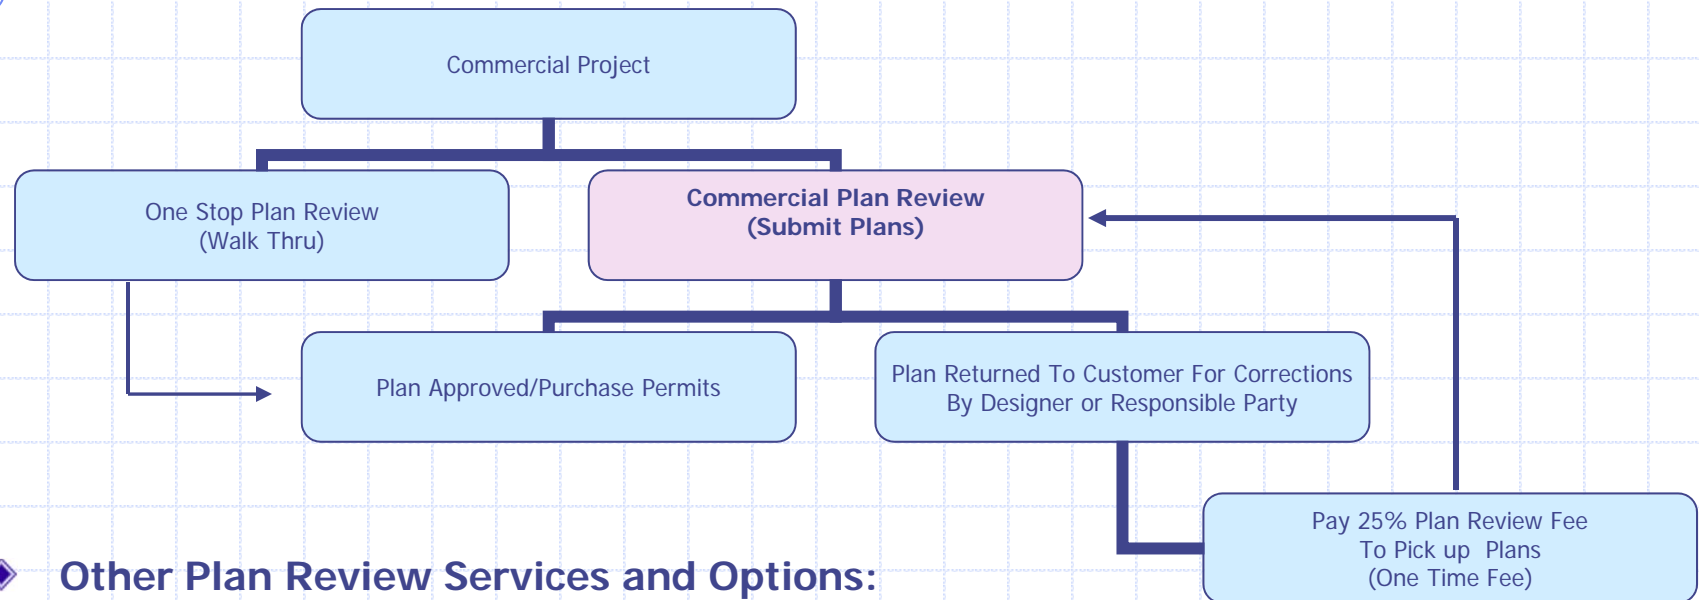 Commercial Project
One Stop Plan Review
(Walk Thru)
Commercial Plan Review
(Submit Plans)
Plan Approved/Purchase Permits
Plan Returned To Customer For Corrections
By Designer or Responsible Party
Pay 25% Plan Review Fee
To Pick up Plans
(One Time Fee)
Other Plan Review Services and Options: